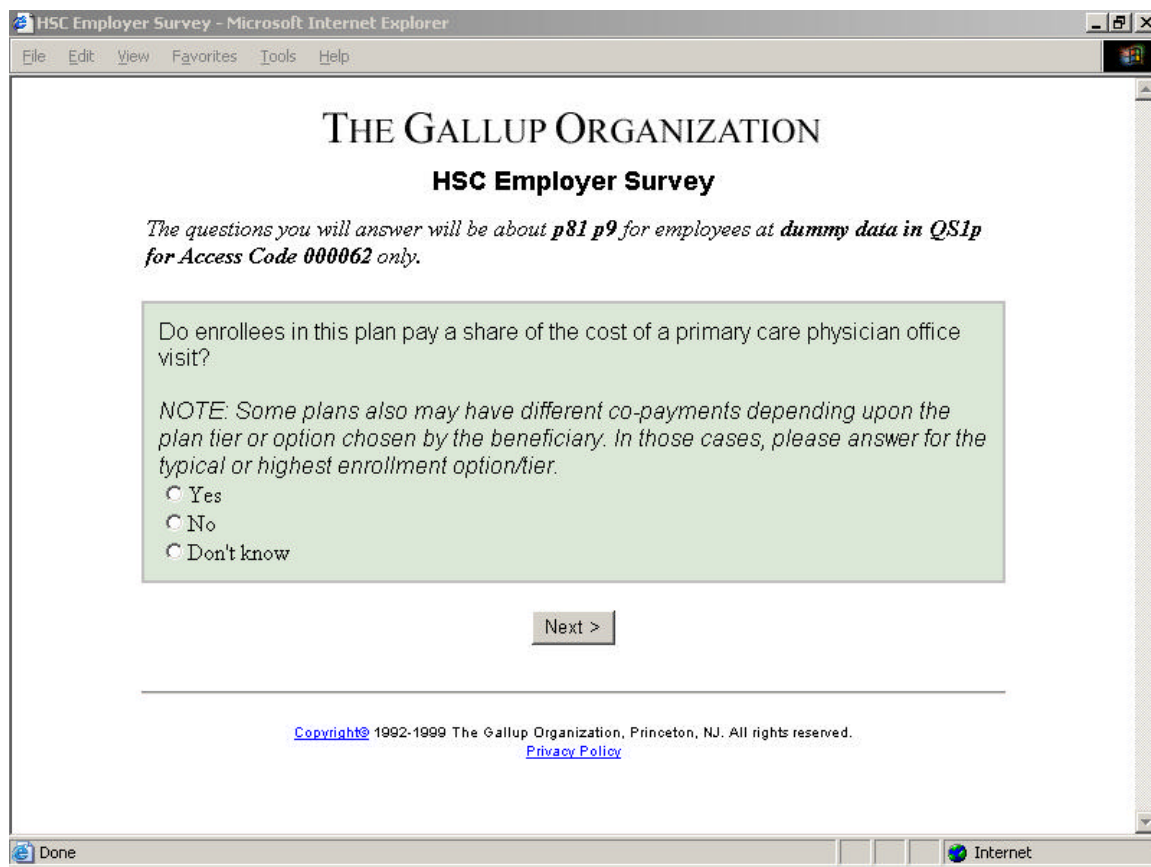 HSC Employer Survey - Microsoft Internet Explorer
File Edit View Favorites Tools Help
THE GALLUP ORGANIZATION
HSC Employer Survey
The questions you will answer will be about p81 p9 for employees at dummy data in QS1p
for Access Code 000062 only.
Do enrollees in this plan pay a share of the cost of a primary care physician office
visit?
NOTE: Some plans also may have different co-payments depending upon the
plan tier or option chosen by the beneficiary. In those cases, please answer for the
typical or highest enrollment option/tier.
Yes
No
Don't know
Next >
Copyright© 1992-1999 The Gallup Organization, Princeton, NJ. All rights reserved.
Privacy Policy
Done Internet